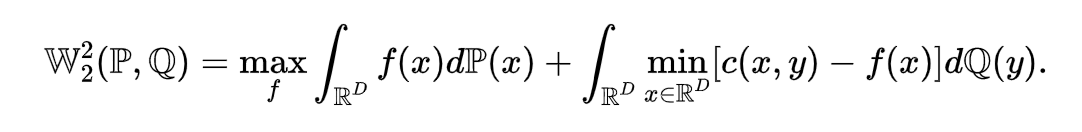 𝕎₂²(ℙ, ℚ) = max_f ∫_{ℝ^D} f(x)dℙ(x) + ∫_{ℝ^D} min_{x∈ℝ^D} [c(x, y) − f(x)]dℚ(y).